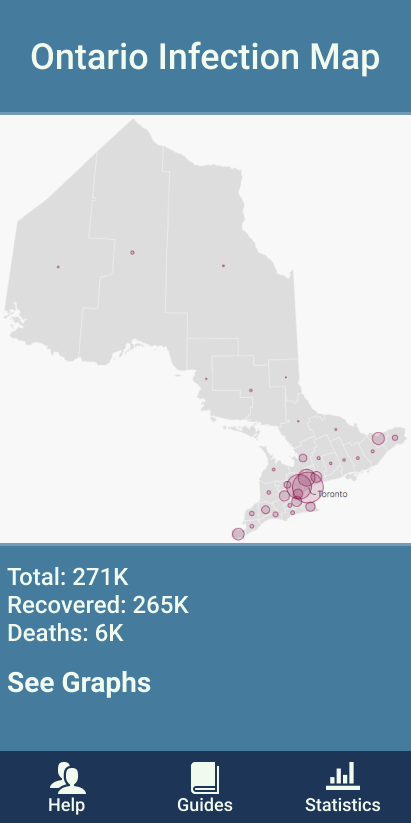 Ontario Infection Map
Toronto
Total: 271K
Recovered: 265K
Deaths: 6K
See Graphs
Help
Guides
Statistics